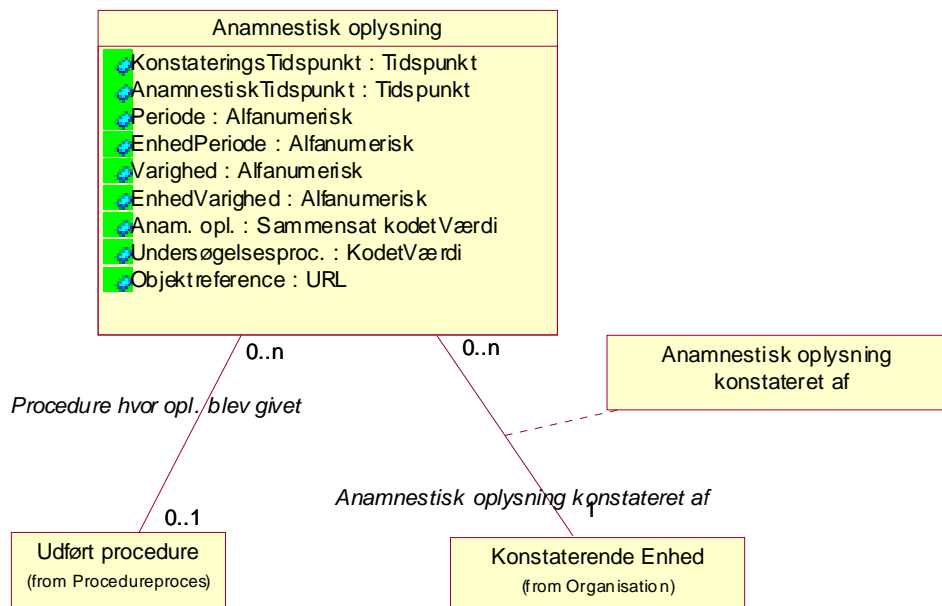 Anamnestisk oplysning
KonstateringsTidspunkt : Tidspunkt
AnamnestiskTidspunkt : Tidspunkt
Periode : Alfanumerisk
EnhedPeriode : Alfanumerisk
Varighed : Alfanumerisk
EnhedVarighed : Alfanumerisk
Anam. opl. : Sammensat kodetVærdi
Undersøgelsesproc. : KodetVærdi
Objektreference : URL
0..n
0..n
Anamnestisk oplysning
konstateret af
Procedure hvor opl. blev givet
Anamnestisk oplysning konstateret af
0..1
1
Udført procedure
(from Procedureproces)
Konstaterende Enhed
(from Organisation)